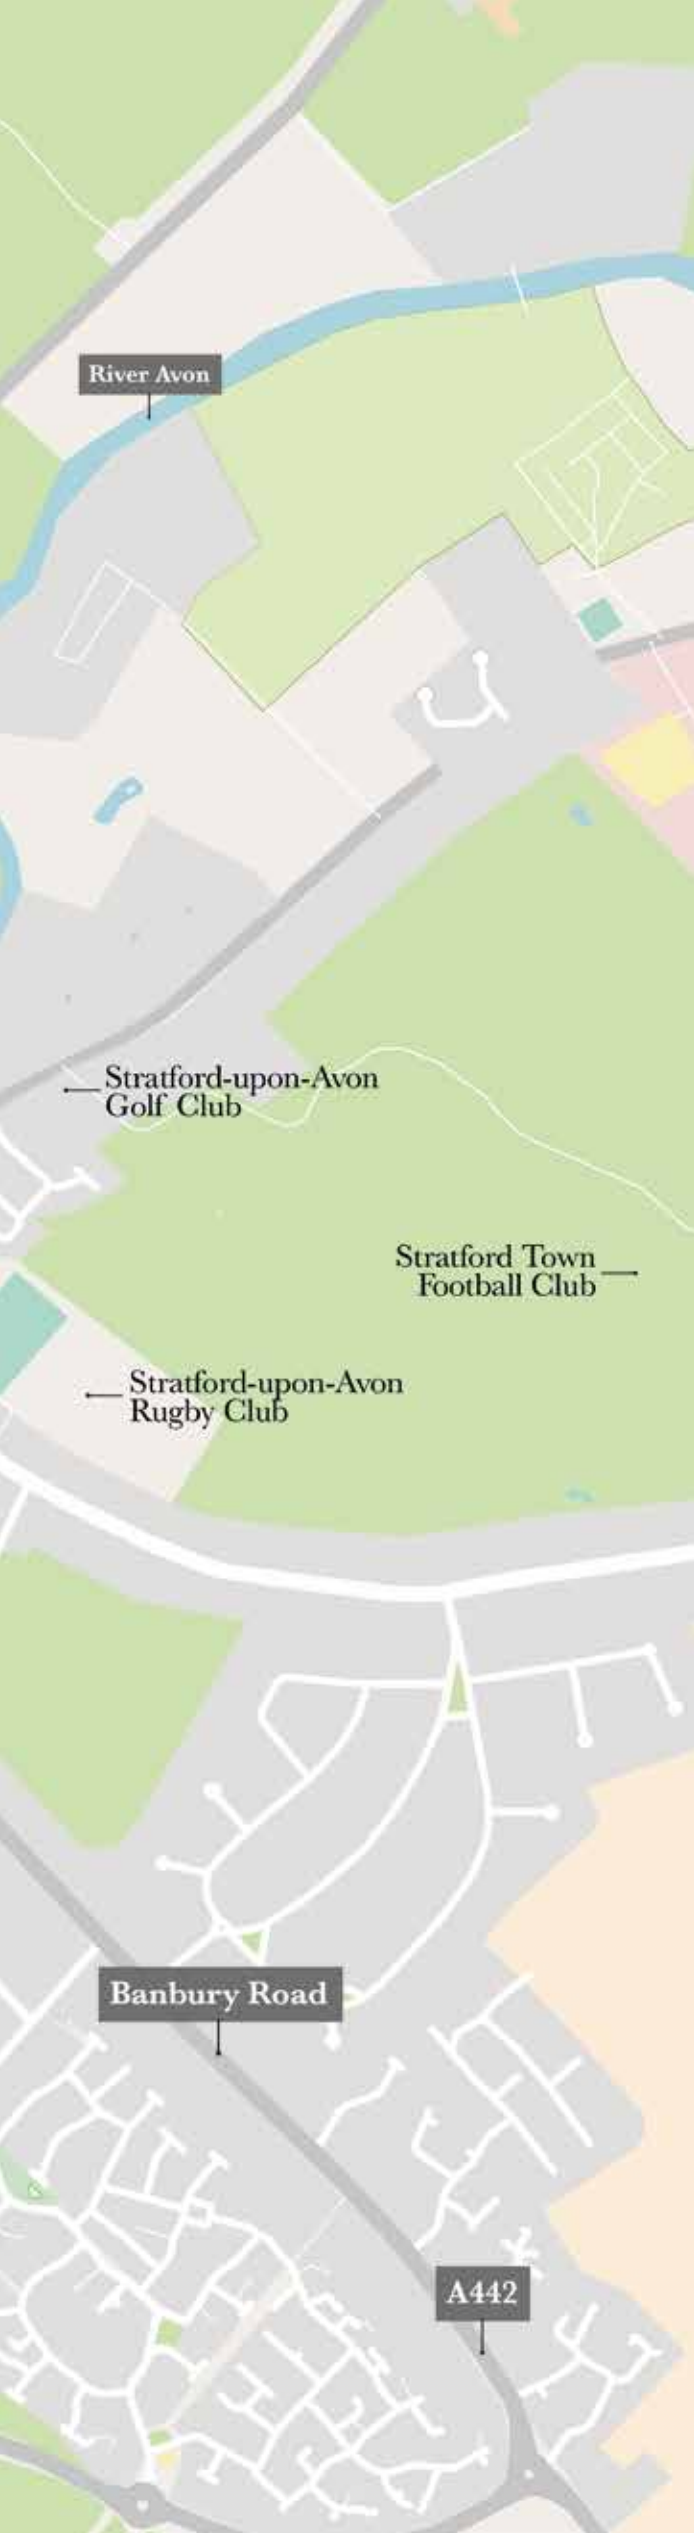 River Avon
Stratford-upon-Avon
Golf Club
Stratford Town
Football Club
Stratford-upon-Avon
Rugby Club
Banbury Road
A442